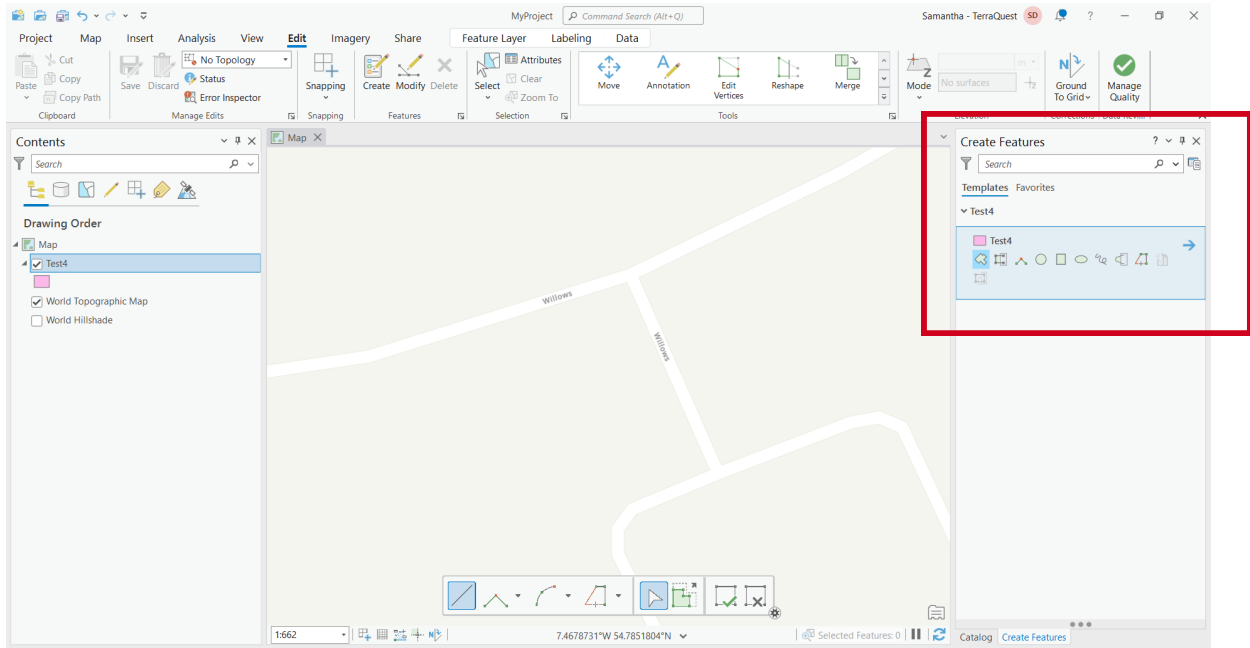 MyProject
Command Search (Alt+Q)
Samantha - TerraQuest
SD
?
Project Map Insert Analysis View Edit Imagery Share Feature Layer Labeling Data
Paste
Cut
Copy
Copy Path
Clipboard
Save Discard
No Topology
Status
Error Inspector
Manage Edits
Snapping
Snapping
Create Modify Delete
Features
Select
Attributes
Clear
Zoom To
Selection
Move
Annotation
Edit
Vertices
Reshape
Merge
Tools
Mode
m
No surfaces
Ground
To Grid
Manage
Quality
Contents
Search
Drawing Order
Map
Test4
World Topographic Map
World Hillshade
Map
Willows
Willows
1:662
7.4678731°W 54.7851804°N
Selected Features: 0
Create Features
?
Search
Templates Favorites
Test4
Test4
Catalog Create Features